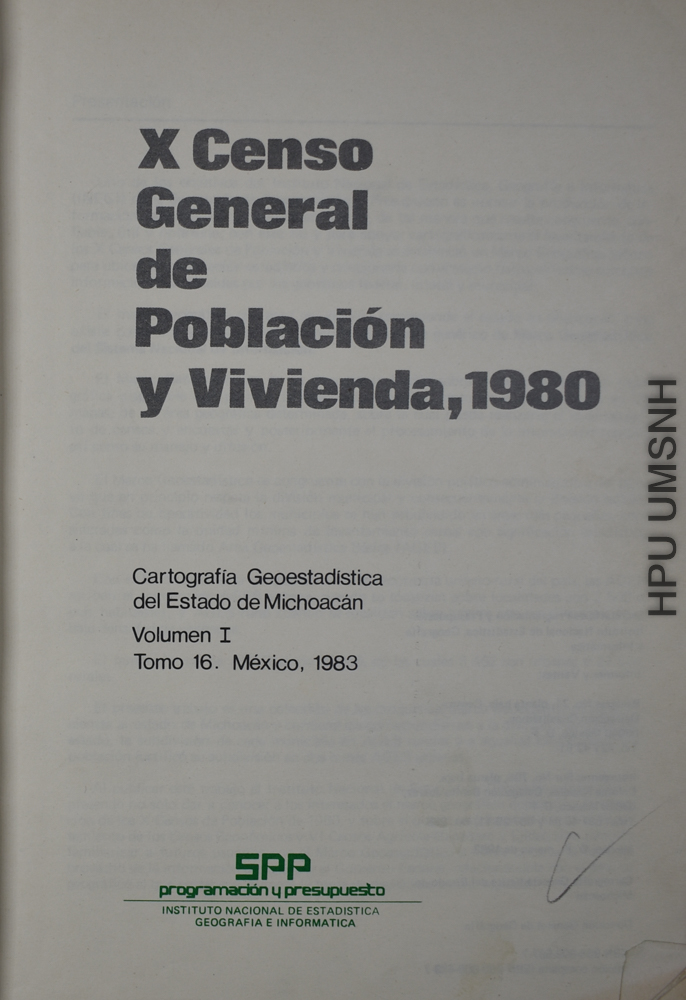 X Censo
General
de
Población
y Vivienda, 1980
Cartografía Geoestadística
del Estado de Michoacán
Volumen I
Tomo 16. México, 1983
SPP
programación y presupuesto
INSTITUTO NACIONAL DE ESTADISTICA
GEOGRAFIA E INFORMATICA
HPU UMSNH